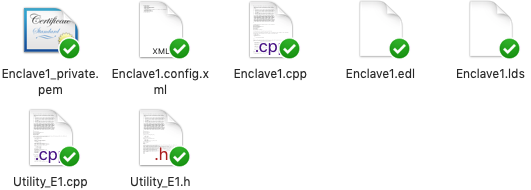 Certificate
Standard
XML
.cp
Enclave1_private.
pem
Enclave1.config.x
ml
Enclave1.cpp
Enclave1.edl
Enclave1.lds
.cp
.h
Utility_E1.cpp
Utility_E1.h